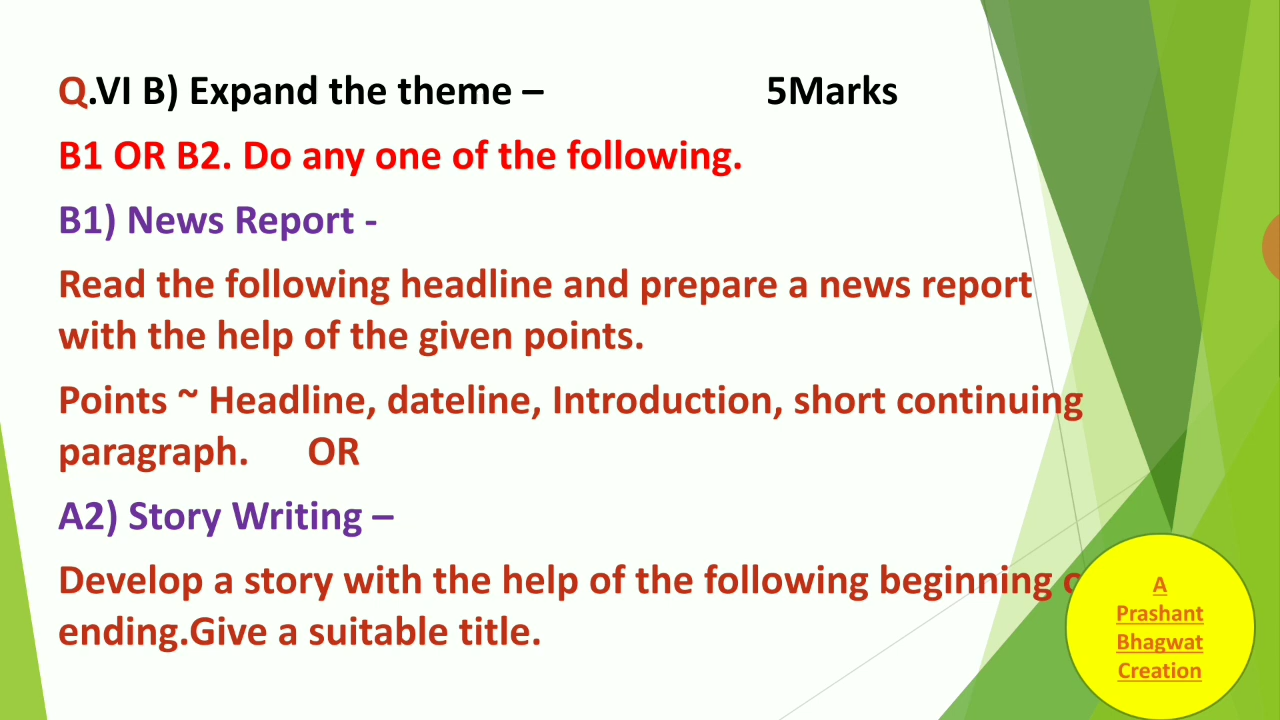 Q.VI B) Expand the theme – 5Marks
B1 OR B2. Do any one of the following.
B1) News Report -
Read the following headline and prepare a news report
with the help of the given points.
Points ~ Headline, dateline, Introduction, short continuing
paragraph. OR
A2) Story Writing –
Develop a story with the help of the following beginning
ending.Give a suitable title.
A
Prashant
Bhagwat
Creation